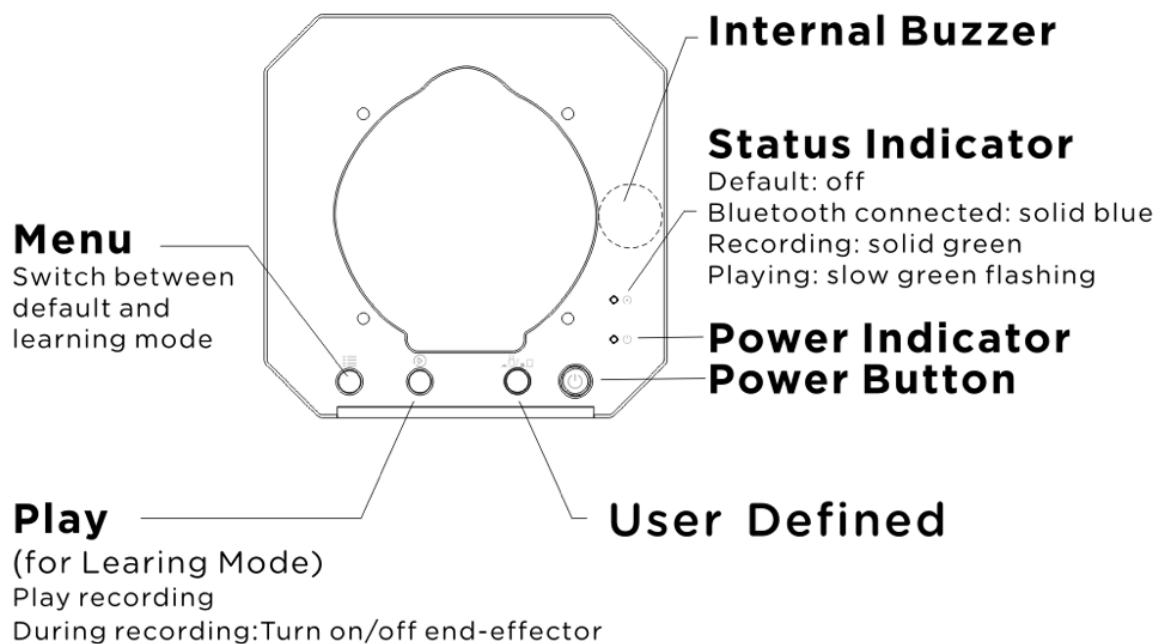 Internal Buzzer
Status Indicator
Default: off
Bluetooth connected: solid blue
Recording: solid green
Playing: slow green flashing
Menu
Switch between
default and
learning mode
Power Indicator
Power Button
Play
(for Learing Mode)
Play recording
During recording:Turn on/off end-effector
User Defined